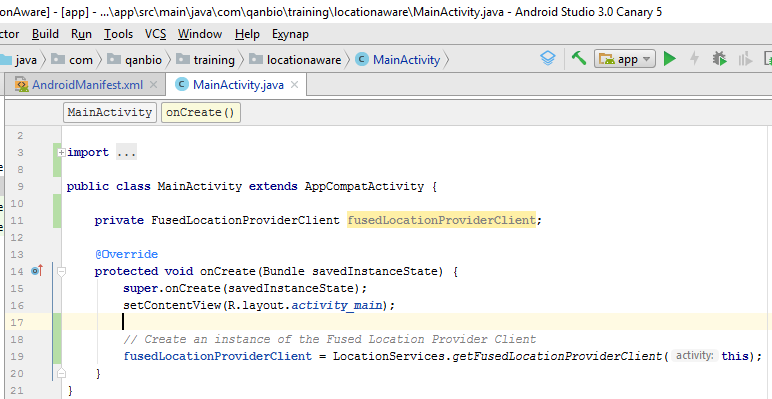 onAware] - [app] - ...\app\src\main\java\com\qanbio\training\locationaware\MainActivity.java - Android Studio 3.0 Canary 5
ctor Build Run Tools VCS Window Help Exynap
java com qanbio training locationaware C MainActivity app
AndroidManifest.xml C MainActivity.java
MainActivity onCreate()
2
3 import ...
8
9 public class MainActivity extends AppCompatActivity {
10
11 private FusedLocationProviderClient fusedLocationProviderClient;
12
13 @Override
14 protected void onCreate(Bundle savedInstanceState) {
15 super.onCreate(savedInstanceState);
16 setContentView(R.layout.activity_main);
17
18 // Create an instance of the Fused Location Provider Client
19 fusedLocationProviderClient = LocationServices.getFusedLocationProviderClient( activity: this);
20 }
21 }